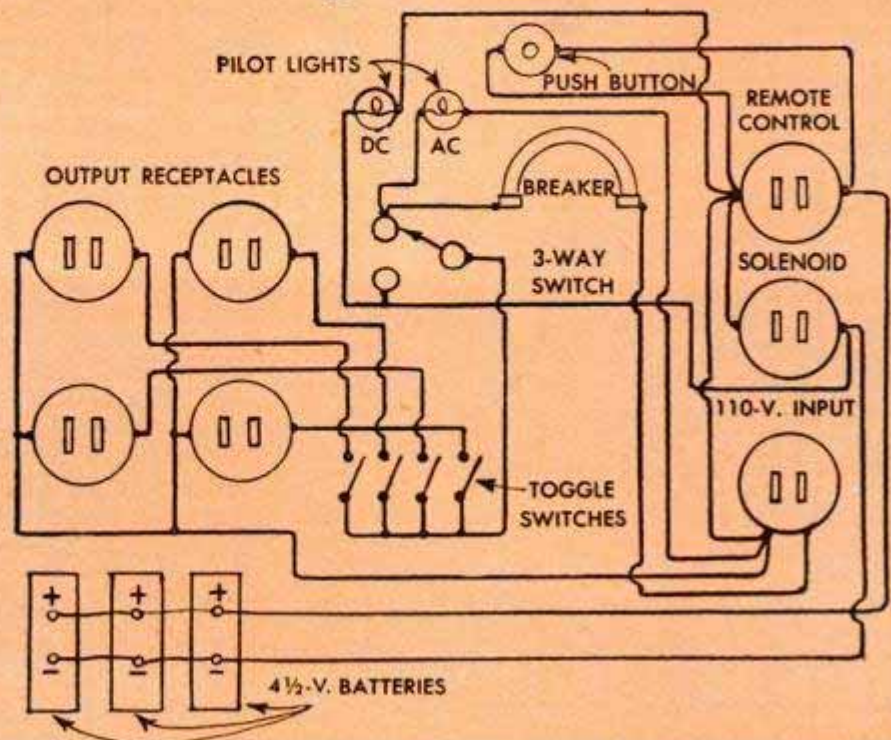 PILOT LIGHTS
PUSH BUTTON
REMOTE
CONTROL
DC
AC
OUTPUT RECEPTACLES
BREAKER
3-WAY
SWITCH
SOLENOID
110-V. INPUT
TOGGLE
SWITCHES
+ + +
- - -
4½-V. BATTERIES